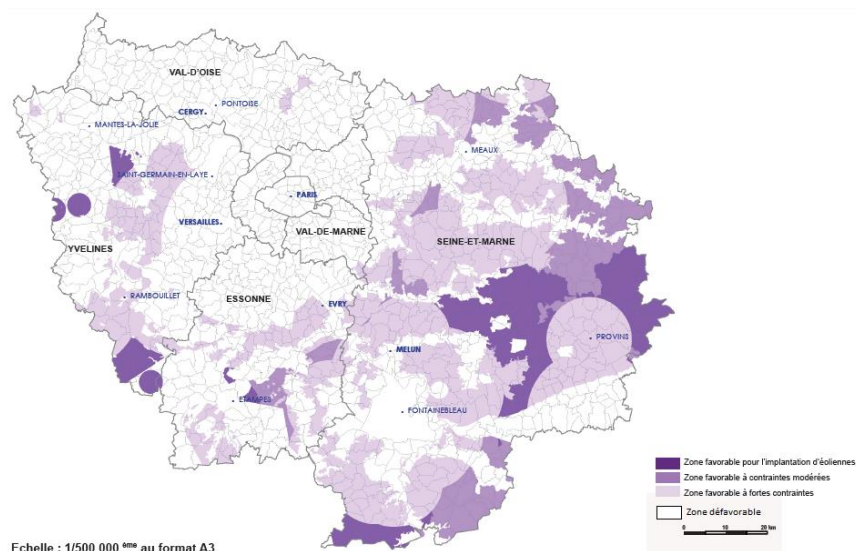 VAL-D'OISE
PONTOISE
CERGY
MANTES-LA-JOLIE
MEAUX
SAINT-GERMAIN-EN-LAYE
PARIS
VERSAILLES
VAL-DE-MARNE
YVELINES
SEINE-ET-MARNE
RAMBOUILLET
ESSONNE
EVRY
PROVINS
MELUN
ETAMPES
FONTAINEBLEAU
Zone favorable pour l'implantation d'éoliennes
Zone favorable à contraintes modérées
Zone favorable à fortes contraintes
Zone défavorable
0 10 20 km
Echelle : 1/500 000 ème au format A3